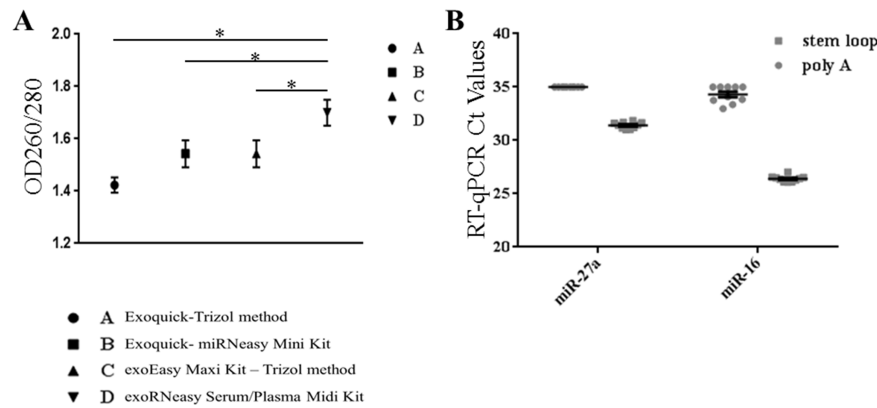 A
OD260/280
2.0
1.8
1.6
1.4
1.2
*
*
*
A
B
C
D
A Exoquick-Trizol method
B Exoquick- miRNeasy Mini Kit
C exoEasy Maxi Kit – Trizol method
D exoRNeasy Serum/Plasma Midi Kit
B
RT-qPCR Ct Values
40
35
30
25
20
miR-27a
miR-16
stem loop
poly A